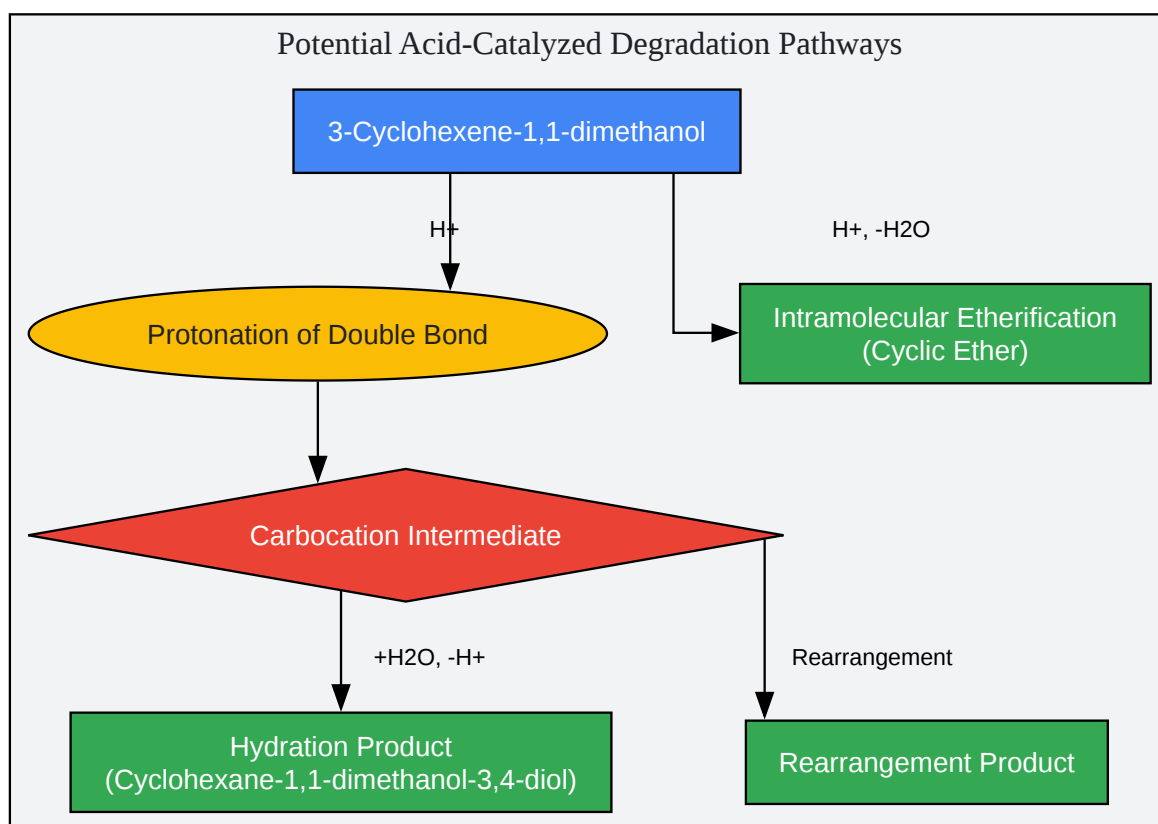 Potential Acid-Catalyzed Degradation Pathways
3-Cyclohexene-1,1-dimethanol
H+
H+, -H2O
Protonation of Double Bond
Intramolecular Etherification
(Cyclic Ether)
Carbocation Intermediate
+H2O, -H+
Rearrangement
Hydration Product
(Cyclohexane-1,1-dimethanol-3,4-diol)
Rearrangement Product